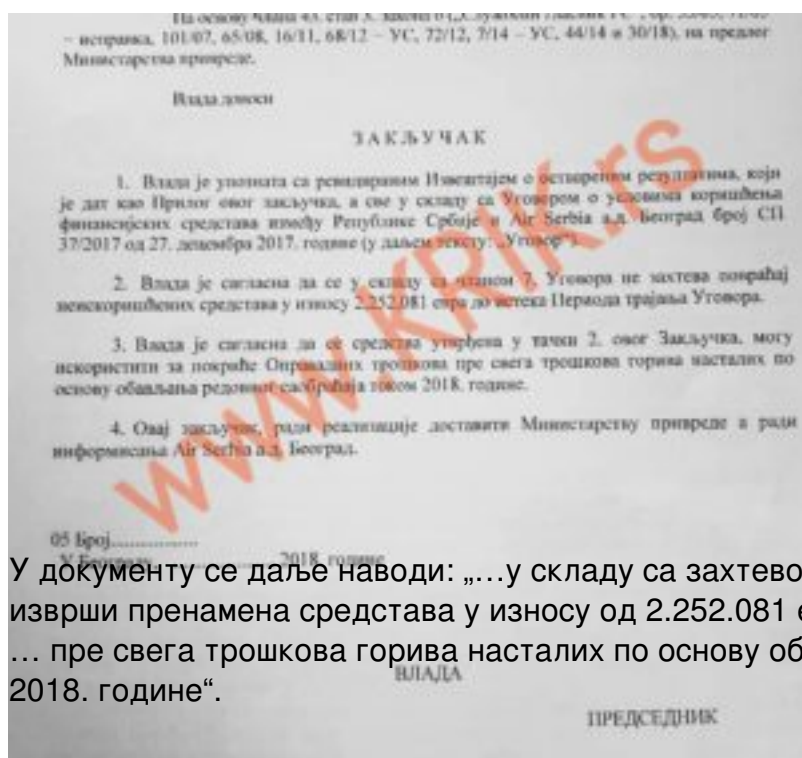 На основу члана 43. став 3. Закона о („Службени гласник РС“, бр. 55/05, 71/05
– исправка, 101/07, 65/08, 16/11, 68/12 – УС, 72/12, 7/14 – УС, 44/14 и 30/18), на предлог
Министарства привреде,
Влада доноси
З А К Љ У Ч А К
1. Влада је упозната са ревидираним Извештајем о оствареним резултатима, који
је дат као Прилог овог закључка, а све у складу са Уговором о условима коришћења
финансијских средстава између Републике Србије и Air Serbia а.д. Београд број СП
37/2017 од 27. децембра 2017. године (у даљем тексту: „Уговор“).
2. Влада је сагласна да се у складу са чланом 7. Уговора не захтева повраћај
неискоришћених средстава у износу 2.252.081 евра до истека Периода трајања Уговора.
3. Влада је сагласна да се средства утврђена у тачки 2. овог Закључка, могу
искористити за покриће Оправданих трошкова пре свега трошкова горива насталих по
основу обављања редовног саобраћаја током 2018. године.
4. Овај закључак, ради реализације доставити Министарству привреде а ради
информисања Air Serbia а.д. Београд.
www.KPIK.rs
05 Број.................
У Београду, ........................ 2018. године
У документу се даље наводи: „…у складу са захтево
изврши пренамена средстава у износу од 2.252.081 е
… пре свега трошкова горива насталих по основу об
2018. године“.
ВЛАДА
ПРЕДСЕДНИК